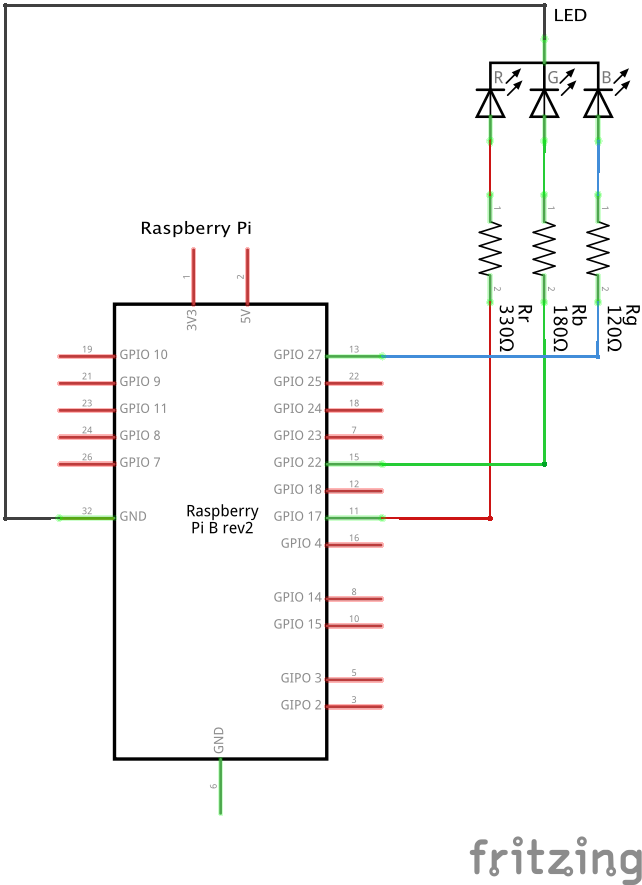 LED
R
G
B
1
1
1
2
2
2
Rr
330Ω
Rb
180Ω
Rg
120Ω
Raspberry Pi
1
2
3V3
5V
19
GPIO 10
GPIO 27
13
21
GPIO 9
GPIO 25
22
23
GPIO 11
GPIO 24
18
24
GPIO 8
GPIO 23
7
26
GPIO 7
GPIO 22
15
GPIO 18
12
32
GND
Raspberry
Pi B rev2
GPIO 17
11
GPIO 4
16
GPIO 14
8
GPIO 15
10
GIPO 3
5
GIPO 2
3
GND
6
fritzing